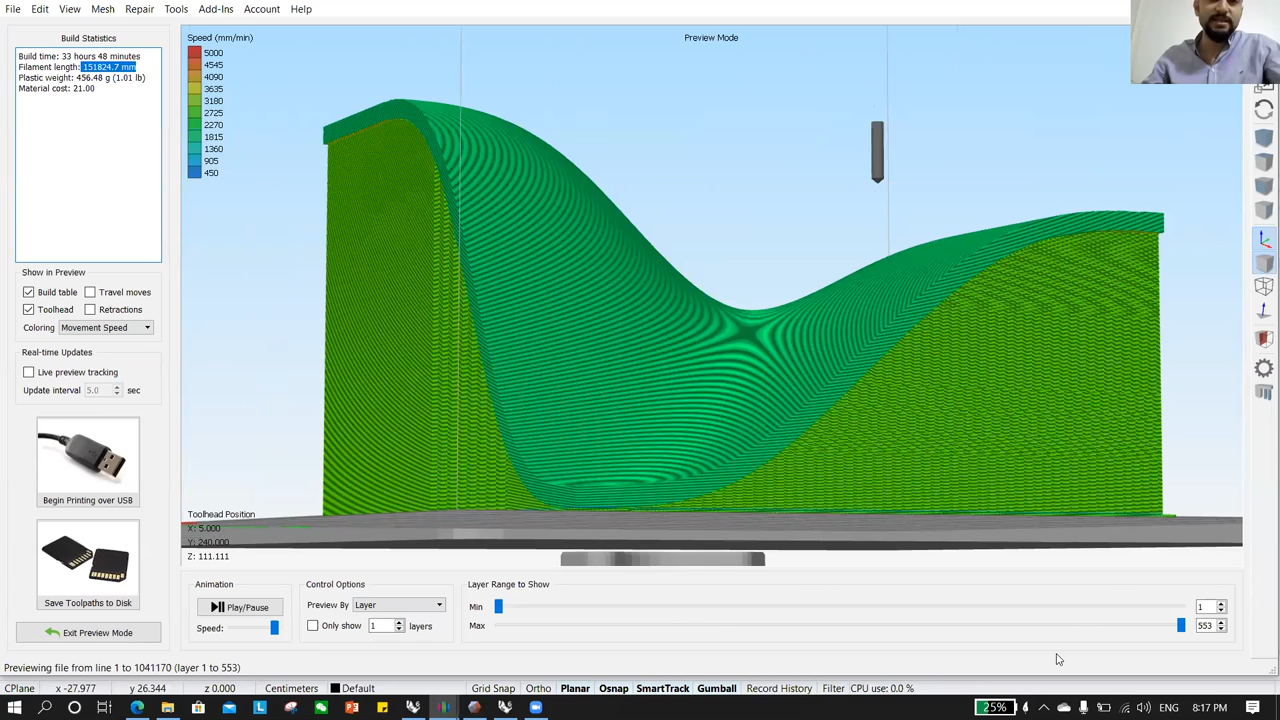 File Edit View Mesh Repair Tools Add-Ins Account Help
Build Statistics
Build time: 33 hours 48 minutes
Filament length: 151824.7 mm
Plastic weight: 456.48 g (1.01 lb)
Material cost: 21.00
Show in Preview
Build table Travel moves
Toolhead Retractions
Coloring Movement Speed
Real-time Updates
Live preview tracking
Update interval 5.0 sec
Begin Printing over USB
Save Toolpaths to Disk
Exit Preview Mode
Speed (mm/min)
5000
4545
4090
3635
3180
2725
2270
1815
1360
905
450
Preview Mode
Toolhead Position
X: 5.000
Y: 240.000
Z: 111.111
Animation
Play/Pause
Speed:
Control Options
Preview By Layer
Only show 1 layers
Layer Range to Show
Min 1
Max 553
Previewing file from line 1 to 1041170 (layer 1 to 553)
CPlane x -27.977 y 26.344 z 0.000 Centimeters Default Grid Snap Ortho Planar Osnap SmartTrack Gumball Record History Filter CPU use: 0.0 %
25% ENG 8:17 PM